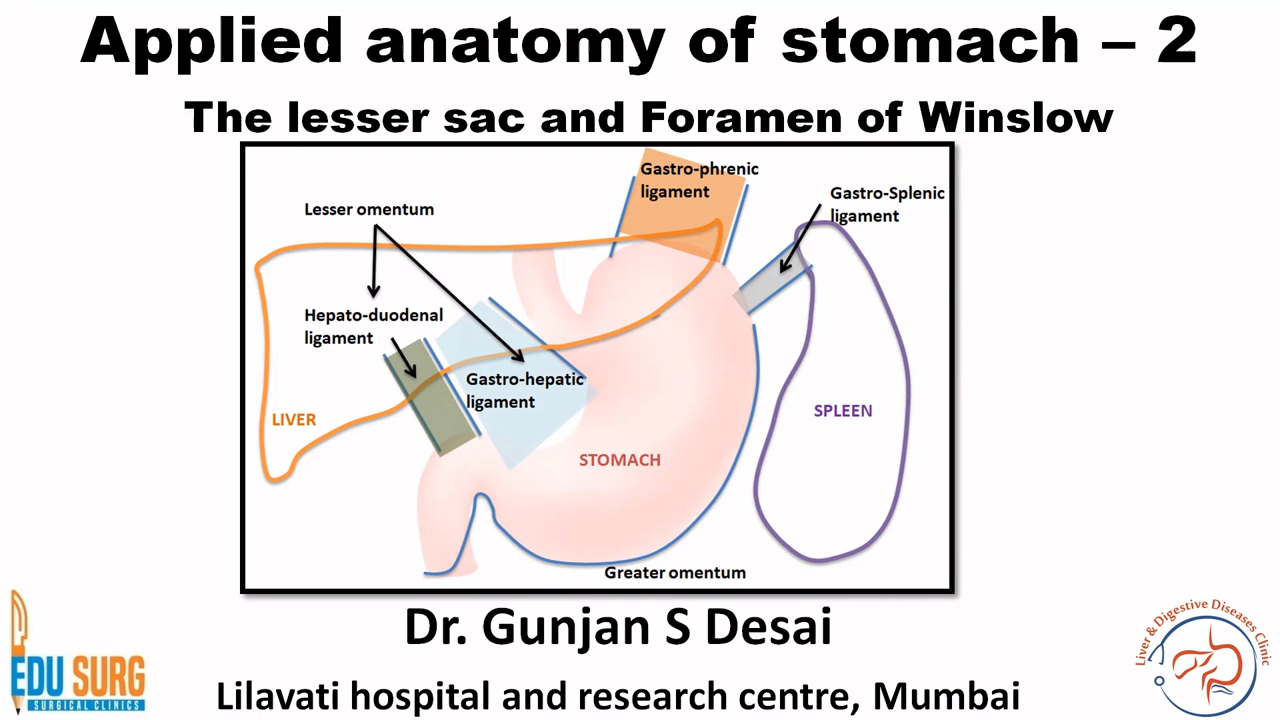 Applied anatomy of stomach – 2
The lesser sac and Foramen of Winslow
Gastro-phrenic
ligament
Gastro-Splenic
ligament
Lesser omentum
Hepato-duodenal
ligament
Gastro-hepatic
ligament
LIVER
SPLEEN
STOMACH
Greater omentum
Dr. Gunjan S Desai
Lilavati hospital and research centre, Mumbai
EDU SURG
SURGICAL CLINICS
Liver & Digestive Diseases Clinic